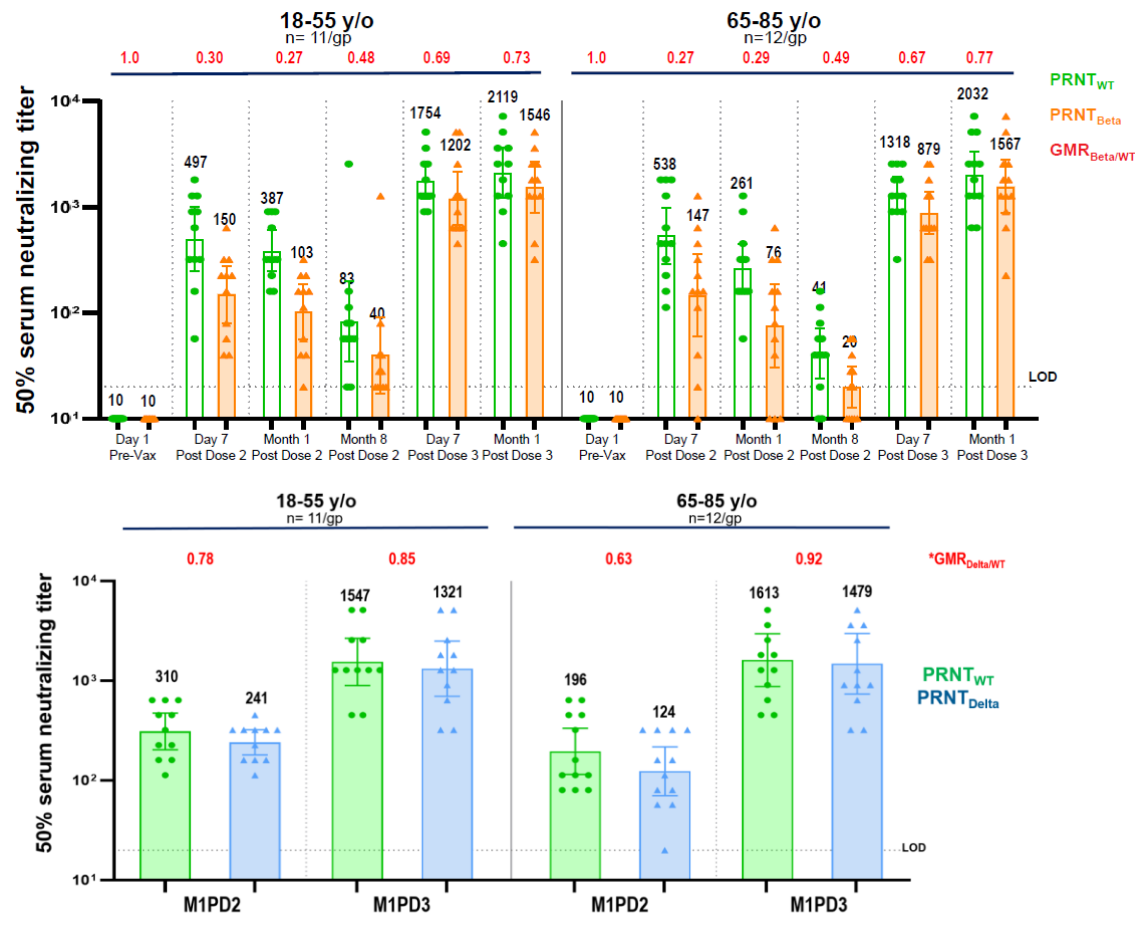 18-55 y/o
n= 11/gp
65-85 y/o
n=12/gp
1.0 0.30 0.27 0.48 0.69 0.73 1.0 0.27 0.29 0.49 0.67 0.77
PRNT_WT
PRNT_Beta
GMR_Beta/WT
50% serum neutralizing titer
10⁴
10³
10²
10¹
10 10 497 150 387 103 83 40 1754 1202 2119 1546
10 10 538 147 261 76 41 20 1318 879 2032 1567
LOD
Day 1 Day 7 Month 1 Month 8 Day 7 Month 1 Day 1 Day 7 Month 1 Month 8 Day 7 Month 1
Pre-Vax Post Dose 2 Post Dose 2 Post Dose 2 Post Dose 3 Post Dose 3 Pre-Vax Post Dose 2 Post Dose 2 Post Dose 2 Post Dose 3 Post Dose 3
18-55 y/o
n= 11/gp
65-85 y/o
n=12/gp
0.78 0.85 0.63 0.92 *GMR_Delta/WT
50% serum neutralizing titer
10⁴
10³
10²
10¹
310 241 1547 1321 196 124 1613 1479
PRNT_WT
PRNT_Delta
LOD
M1PD2 M1PD3 M1PD2 M1PD3